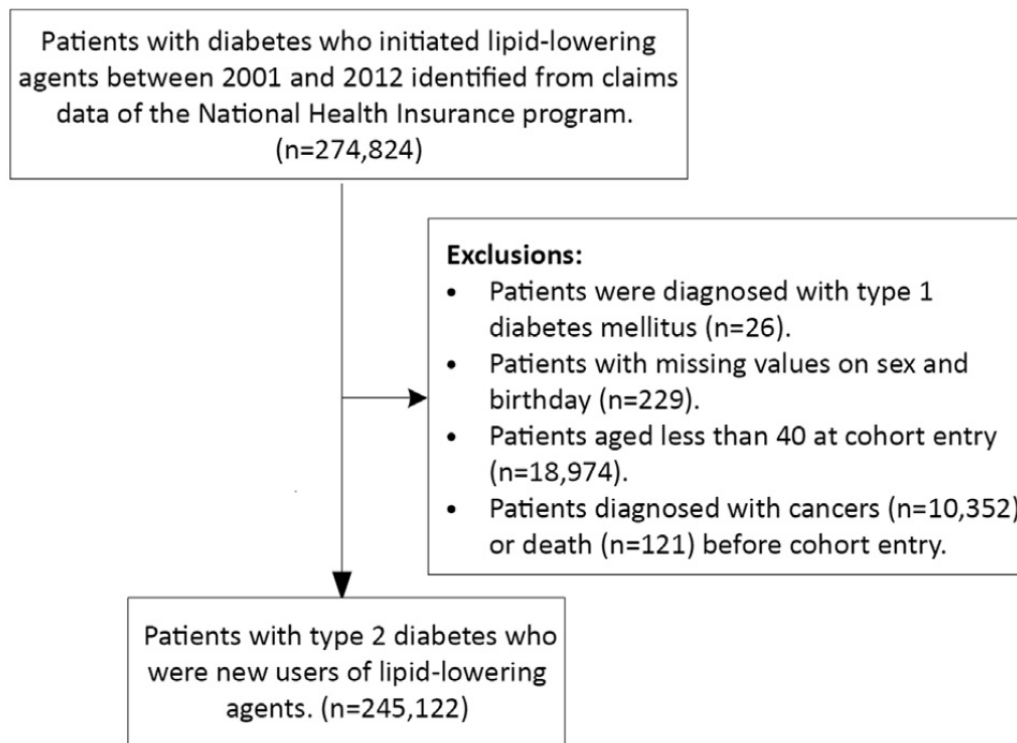 Patients with diabetes who initiated lipid-lowering
agents between 2001 and 2012 identified from claims
data of the National Health Insurance program.
(n=274,824)
Exclusions:
• Patients were diagnosed with type 1
diabetes mellitus (n=26).
• Patients with missing values on sex and
birthday (n=229).
• Patients aged less than 40 at cohort entry
(n=18,974).
• Patients diagnosed with cancers (n=10,352)
or death (n=121) before cohort entry.
Patients with type 2 diabetes who
were new users of lipid-lowering
agents. (n=245,122)